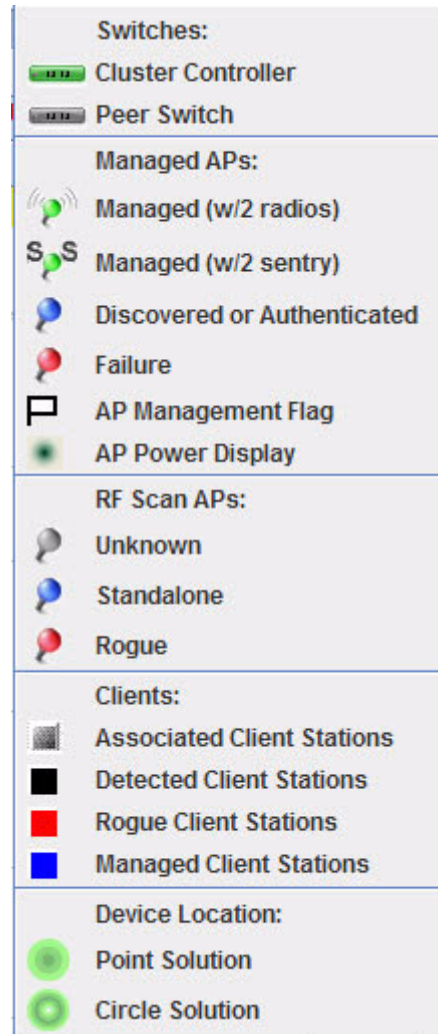 Switches:
Cluster Controller
Peer Switch
Managed APs:
Managed (w/2 radios)
S S Managed (w/2 sentry)
Discovered or Authenticated
Failure
AP Management Flag
AP Power Display
RF Scan APs:
Unknown
Standalone
Rogue
Clients:
Associated Client Stations
Detected Client Stations
Rogue Client Stations
Managed Client Stations
Device Location:
Point Solution
Circle Solution